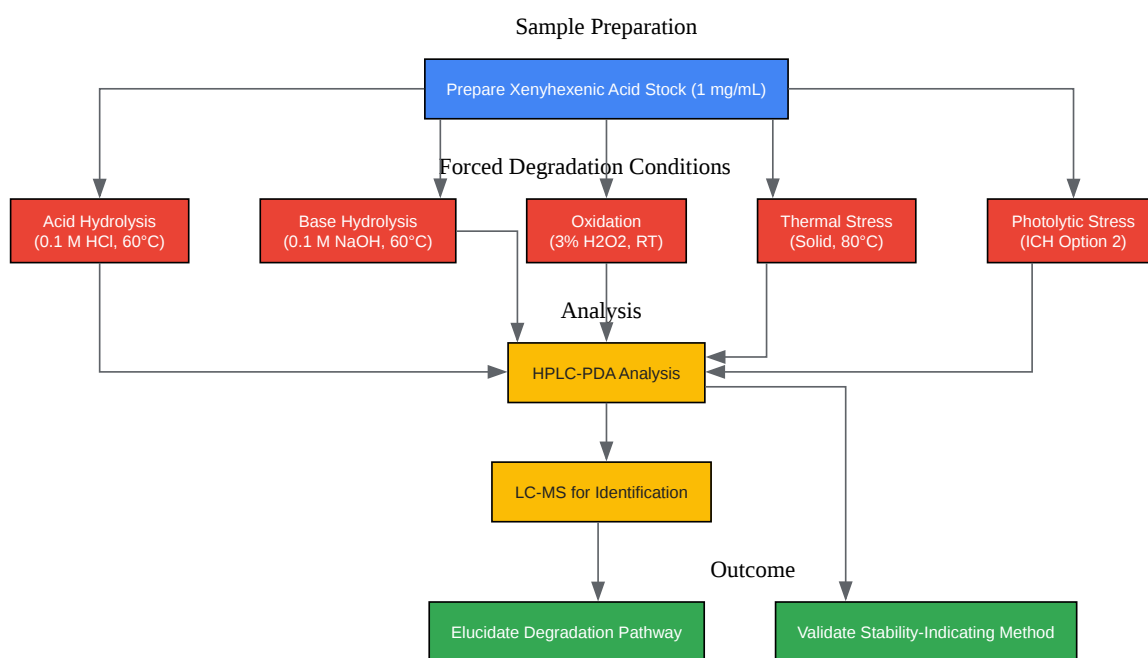 Sample Preparation
Prepare Xenyhexenic Acid Stock (1 mg/mL)
Forced Degradation Conditions
Acid Hydrolysis
(0.1 M HCl, 60°C)
Base Hydrolysis
(0.1 M NaOH, 60°C)
Oxidation
(3% H2O2, RT)
Thermal Stress
(Solid, 80°C)
Photolytic Stress
(ICH Option 2)
Analysis
HPLC-PDA Analysis
LC-MS for Identification
Outcome
Elucidate Degradation Pathway
Validate Stability-Indicating Method